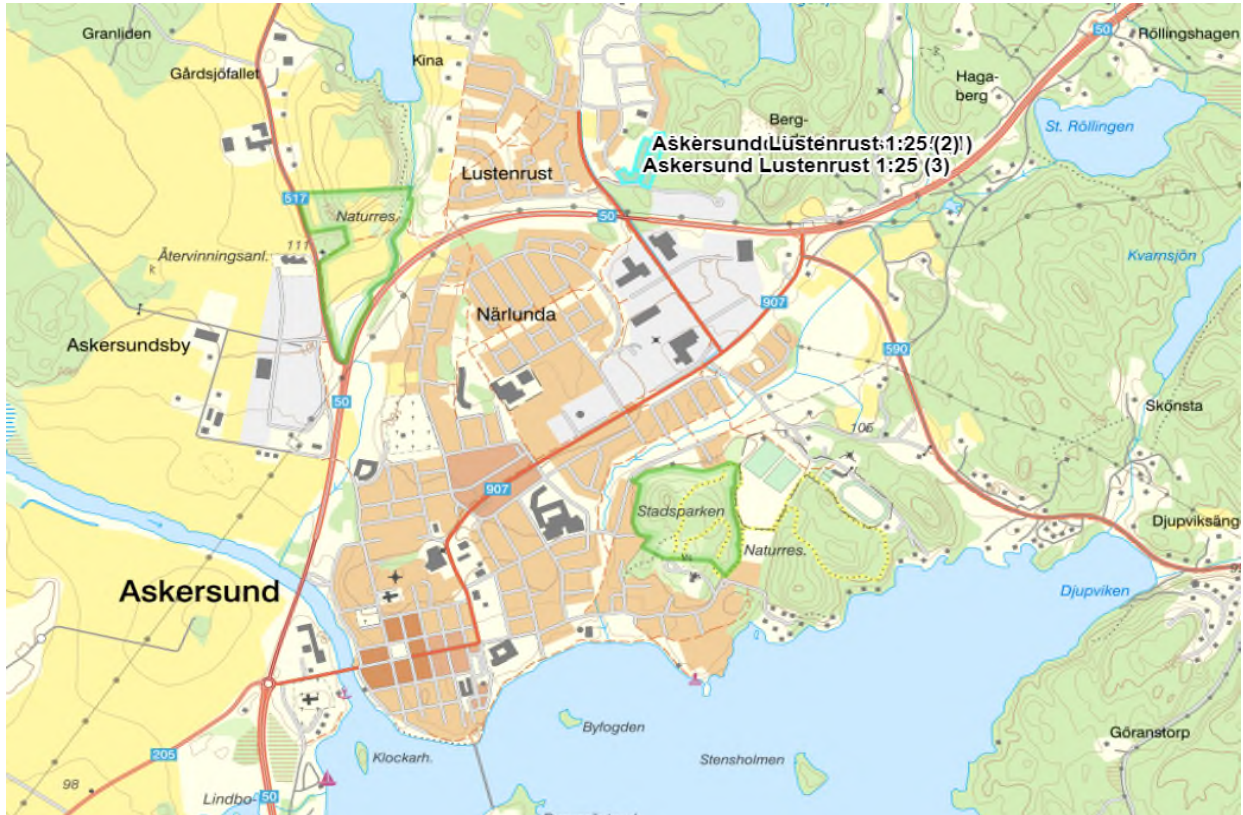 Granliden
Kina
50
Röllingshagen
Gårdsjöfallet
Haga-
berg
Berg-
St. Röllingen
Askersund Lustenrust 1:25 (2)
Askersund Lustenrust 1:25 (3)
Lustenrust
517
Naturres.
50
111
Återvinningsanl.
Kvarnsjön
907
Närlunda
Askersundsby
590
50
Skönsta
105
907
Stadsparken
Djupviksäng
Naturres.
Askersund
Djupviken
Byfogden
205
Klockarh.
Stensholmen
Göranstorp
98
Lindbo-
50